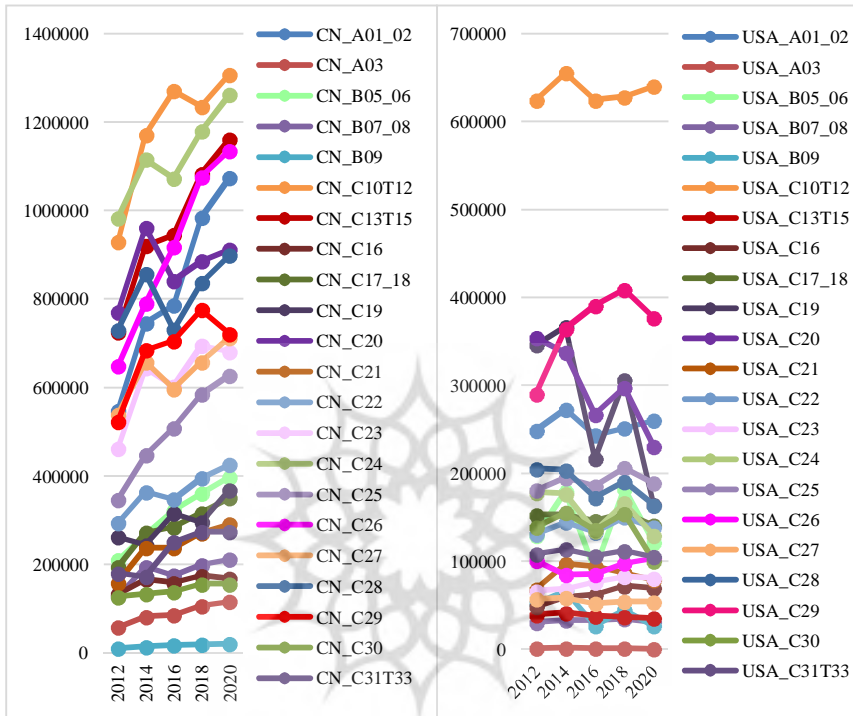 1400000
1200000
1000000
800000
600000
400000
200000
0
2012
2014
2016
2018
2020
CN_A01_02
CN_A03
CN_B05_06
CN_B07_08
CN_B09
CN_C10T12
CN_C13T15
CN_C16
CN_C17_18
CN_C19
CN_C20
CN_C21
CN_C22
CN_C23
CN_C24
CN_C25
CN_C26
CN_C27
CN_C28
CN_C29
CN_C30
CN_C31T33
700000
600000
500000
400000
300000
200000
100000
0
2012
2014
2016
2018
2020
USA_A01_02
USA_A03
USA_B05_06
USA_B07_08
USA_B09
USA_C10T12
USA_C13T15
USA_C16
USA_C17_18
USA_C19
USA_C20
USA_C21
USA_C22
USA_C23
USA_C24
USA_C25
USA_C26
USA_C27
USA_C28
USA_C29
USA_C30
USA_C31T33